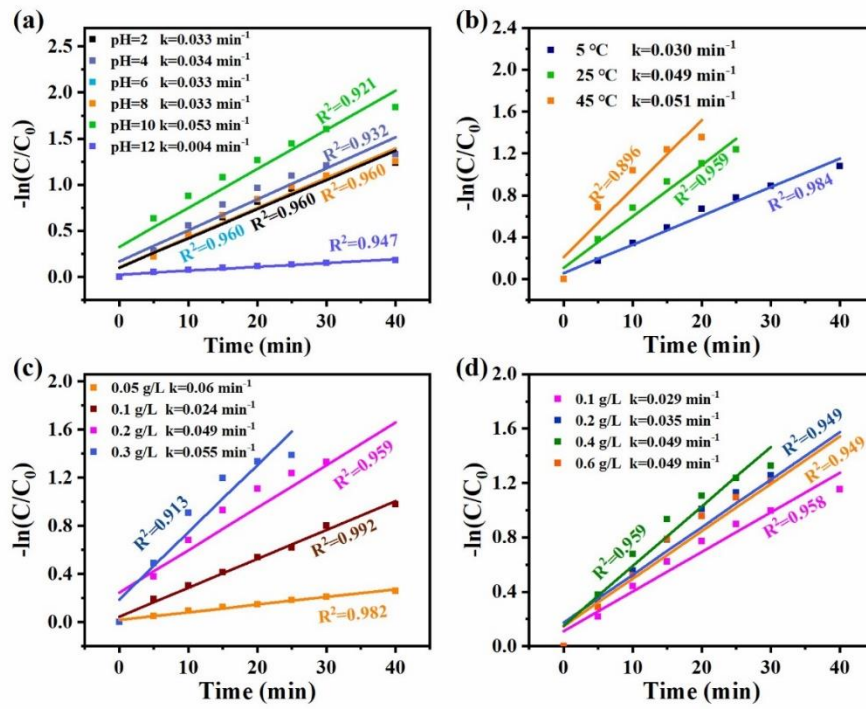 (a)
pH=2 k=0.033 min-1
pH=4 k=0.034 min-1
pH=6 k=0.033 min-1
pH=8 k=0.033 min-1
pH=10 k=0.053 min-1
pH=12 k=0.004 min-1
R2=0.921
R2=0.932
R2=0.960
R2=0.960
R2=0.960
R2=0.947
-ln(C/C0)
2.5
2.0
1.5
1.0
0.5
0.0
0 10 20 30 40
Time (min)
(b)
5 °C k=0.030 min-1
25 °C k=0.049 min-1
45 °C k=0.051 min-1
R2=0.896
R2=0.959
R2=0.984
-ln(C/C0)
2.4
2.0
1.6
1.2
0.8
0.4
0.0
0 10 20 30 40
Time (min)
(c)
0.05 g/L k=0.06 min-1
0.1 g/L k=0.024 min-1
0.2 g/L k=0.049 min-1
0.3 g/L k=0.055 min-1
R2=0.913
R2=0.959
R2=0.992
R2=0.982
-ln(C/C0)
2.0
1.6
1.2
0.8
0.4
0.0
0 10 20 30 40
Time (min)
(d)
0.1 g/L k=0.029 min-1
0.2 g/L k=0.035 min-1
0.4 g/L k=0.049 min-1
0.6 g/L k=0.049 min-1
R2=0.949
R2=0.949
R2=0.959
R2=0.958
-ln(C/C0)
2.0
1.6
1.2
0.8
0.4
0.0
0 10 20 30 40
Time (min)